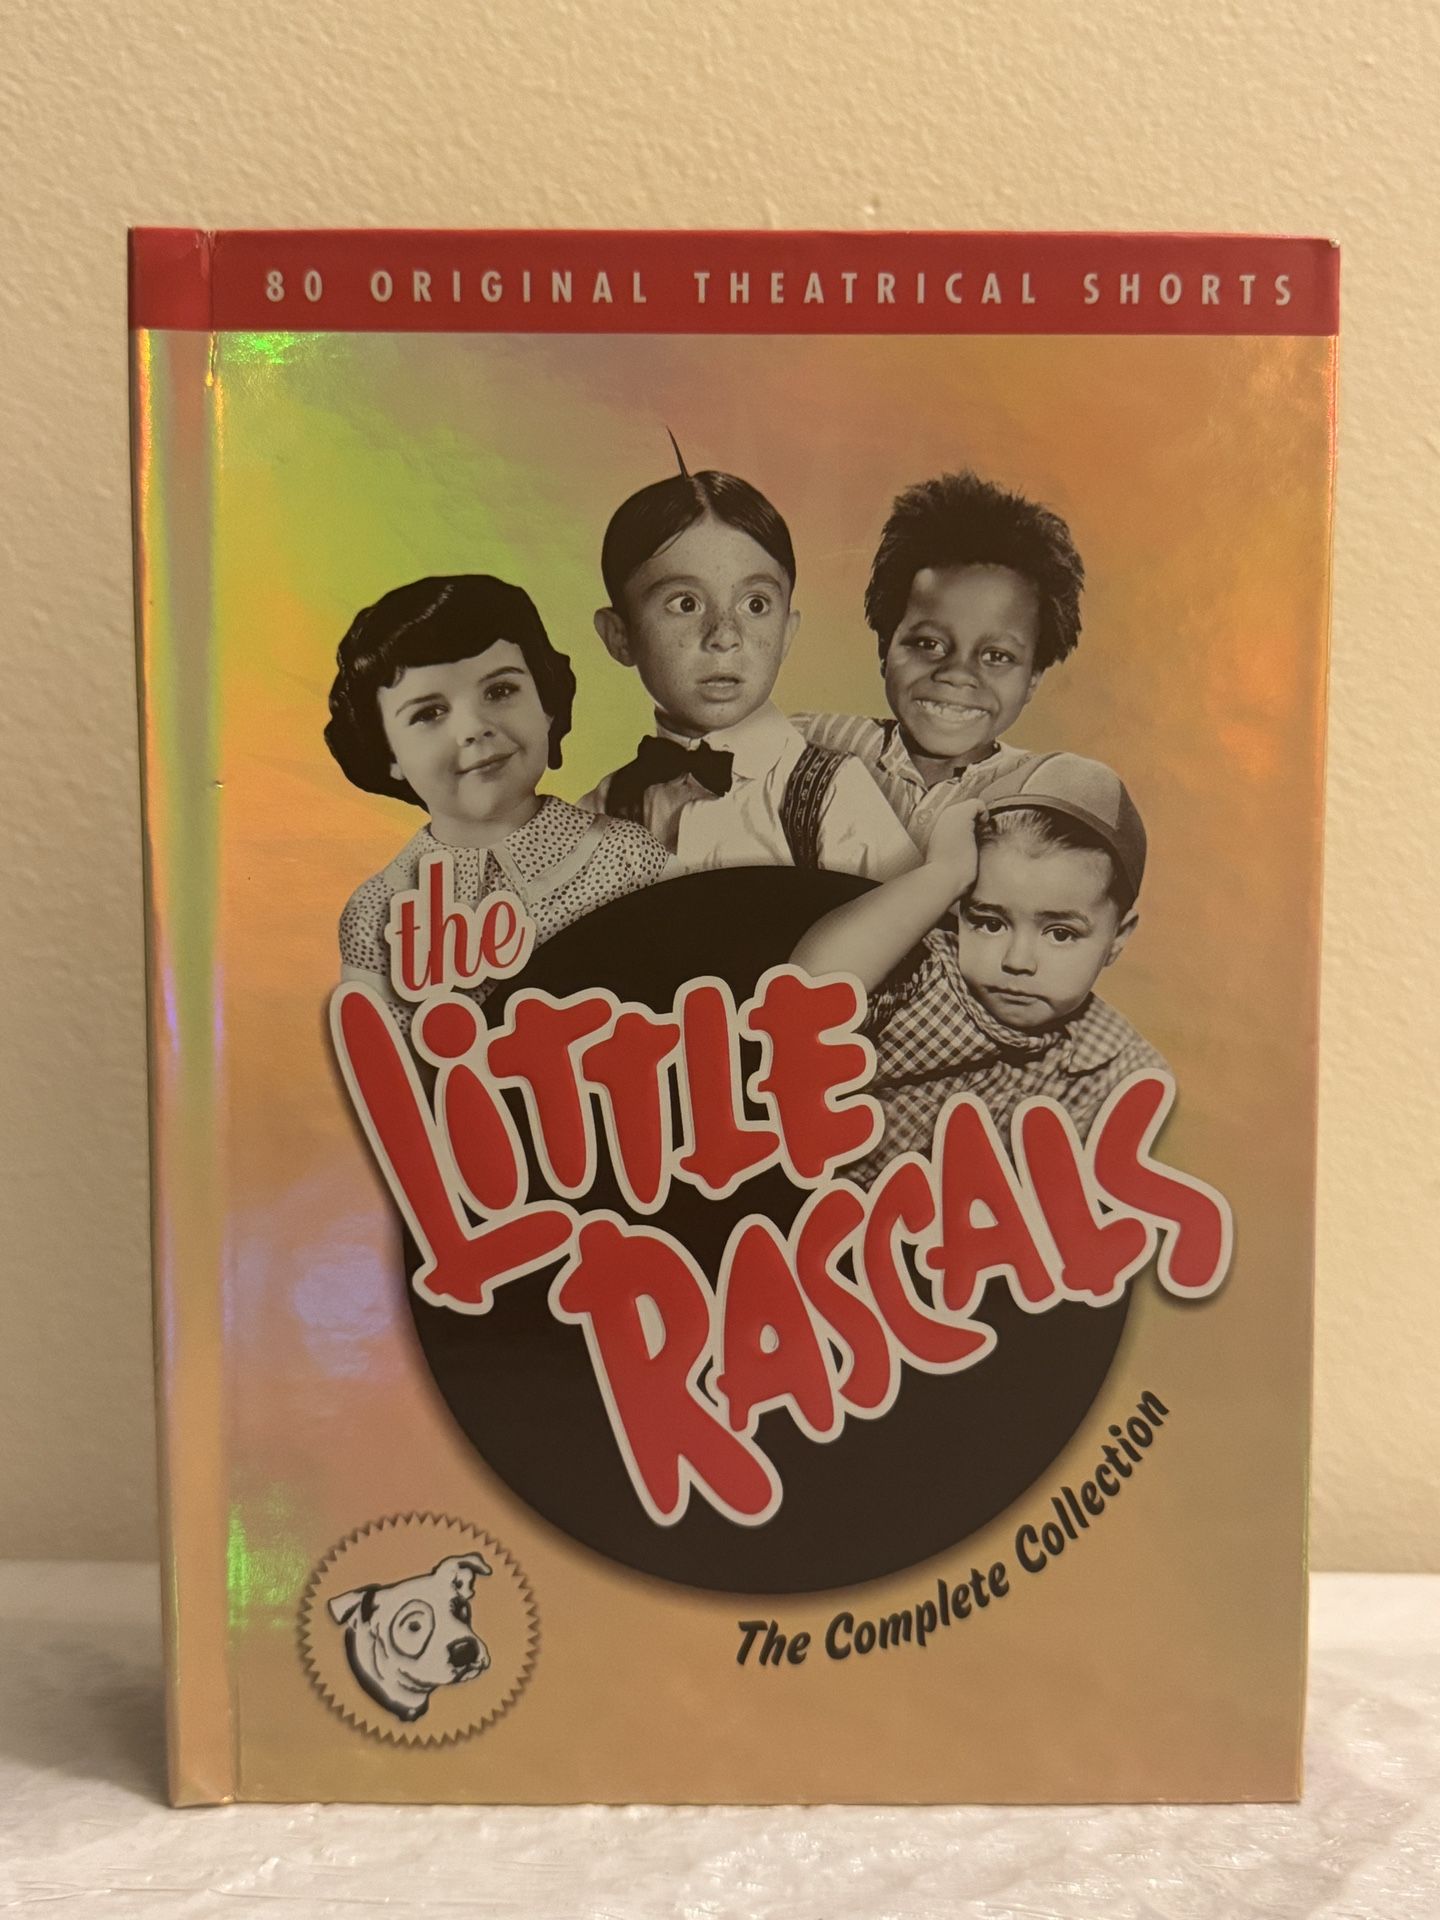 80 ORIGINAL THEATRICAL SHORTS
the
LiTTLE
RASCALS
The Complete Collection